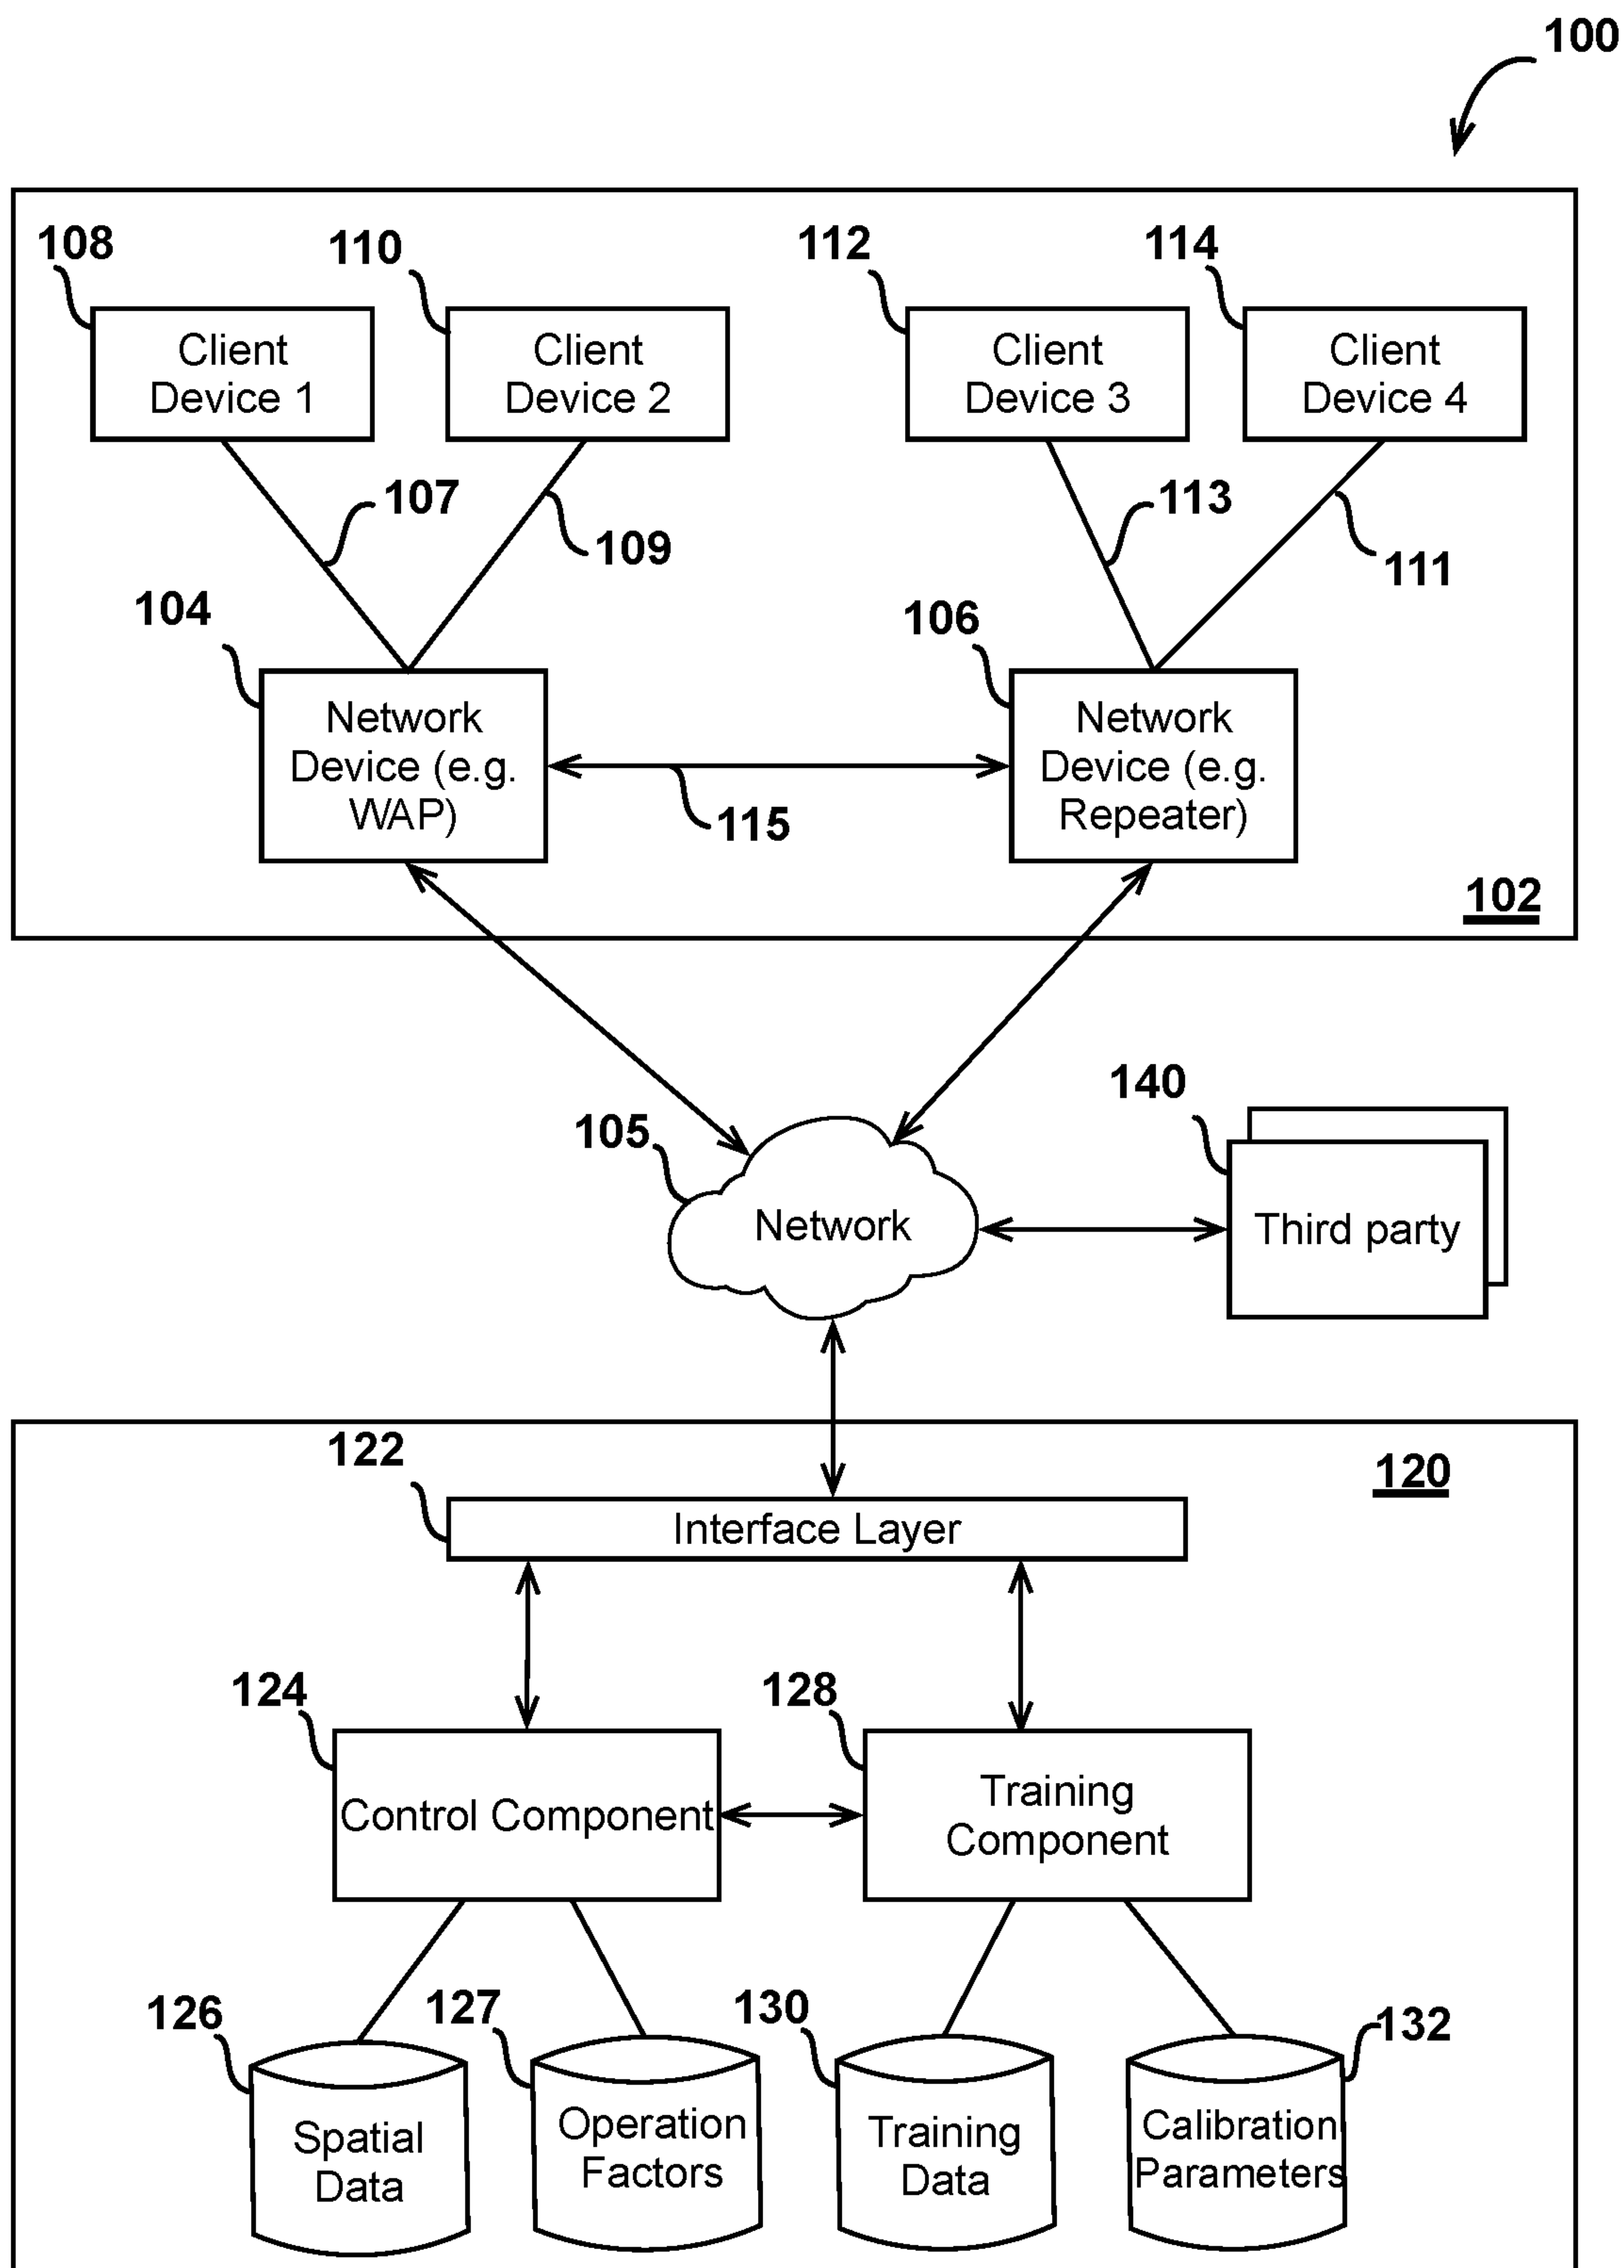 100
108
110
112
114
Client
Device 1
Client
Device 2
Client
Device 3
Client
Device 4
107
109
113
111
104
106
Network
Device (e.g.
WAP)
Network
Device (e.g.
Repeater)
115
102
105
140
Network
Third party
122
120
Interface Layer
124
128
Control Component
Training
Component
126
127
130
132
Spatial
Data
Operation
Factors
Training
Data
Calibration
Parameters